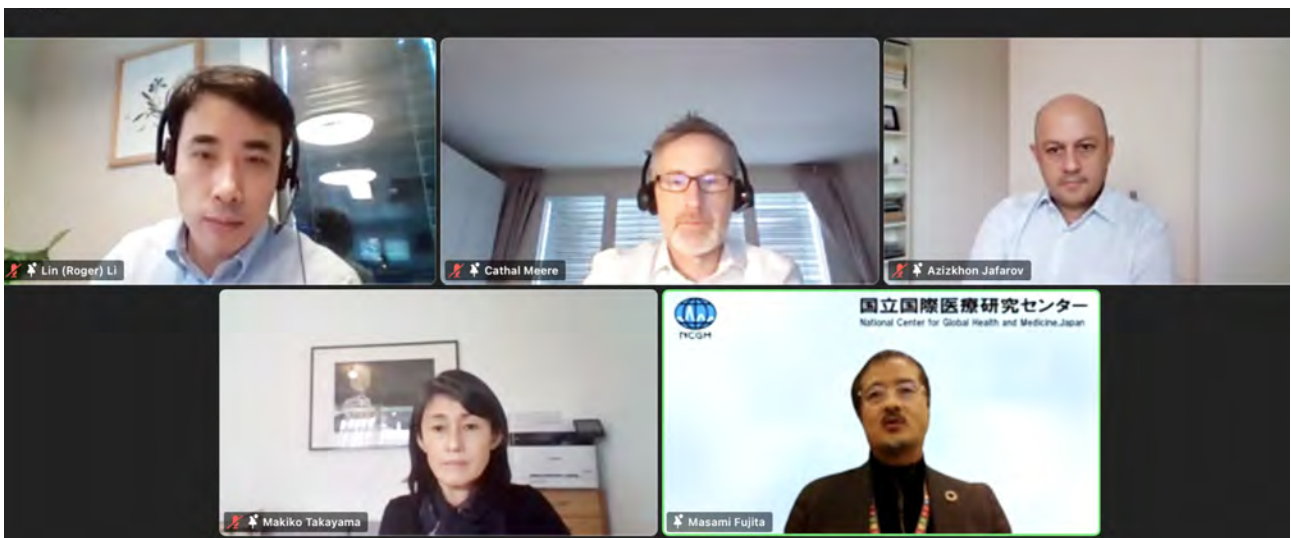 Lin (Roger) Li
Cathal Meere
Azizkhon Jafarov
NCGM
国立国際医療研究センター
National Center for Global Health and Medicine,Japan
Makiko Takayama
Masami Fujita